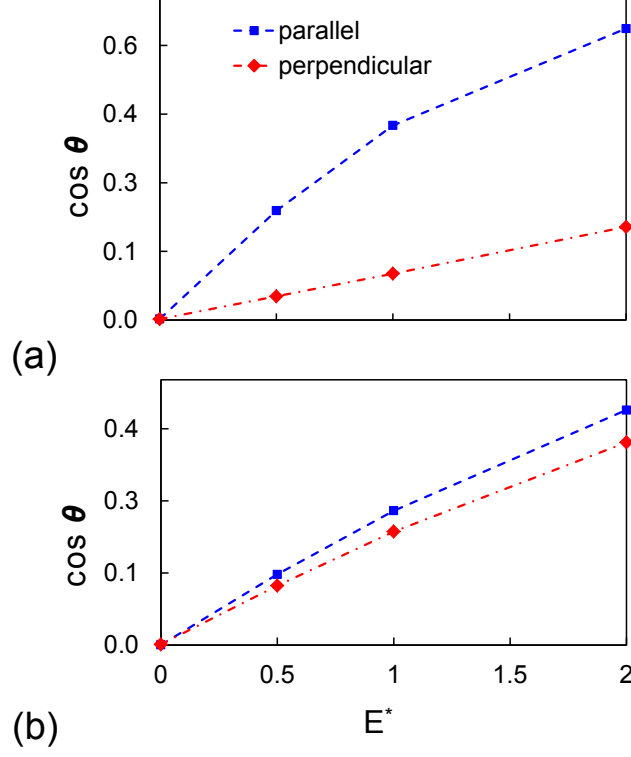 0.6
parallel
perpendicular
0.4
cos θ
0.3
0.1
0.0
(a)
0.4
0.3
cos θ
0.1
0.0
0 0.5 1 1.5 2
(b) E*